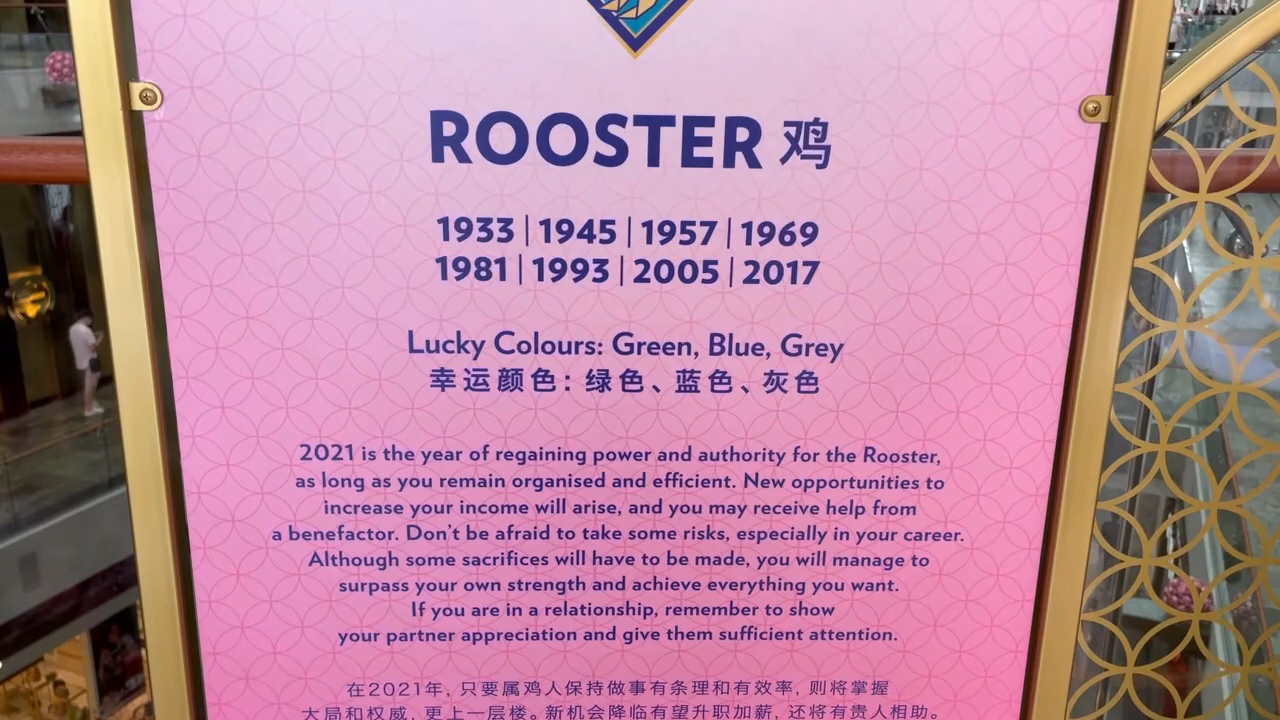 ROOSTER 鸡
1933 | 1945 | 1957 | 1969
1981 | 1993 | 2005 | 2017
Lucky Colours: Green, Blue, Grey
幸运颜色：绿色、蓝色、灰色
2021 is the year of regaining power and authority for the Rooster,
as long as you remain organised and efficient. New opportunities to
increase your income will arise, and you may receive help from
a benefactor. Don't be afraid to take some risks, especially in your career.
Although some sacrifices will have to be made, you will manage to
surpass your own strength and achieve everything you want.
If you are in a relationship, remember to show
your partner appreciation and give them sufficient attention.
在2021年, 只要属鸡人保持做事有条理和有效率, 则将掌握
大局和权威, 更上一层楼。新机会降临有望升职加薪, 还将有贵人相助。